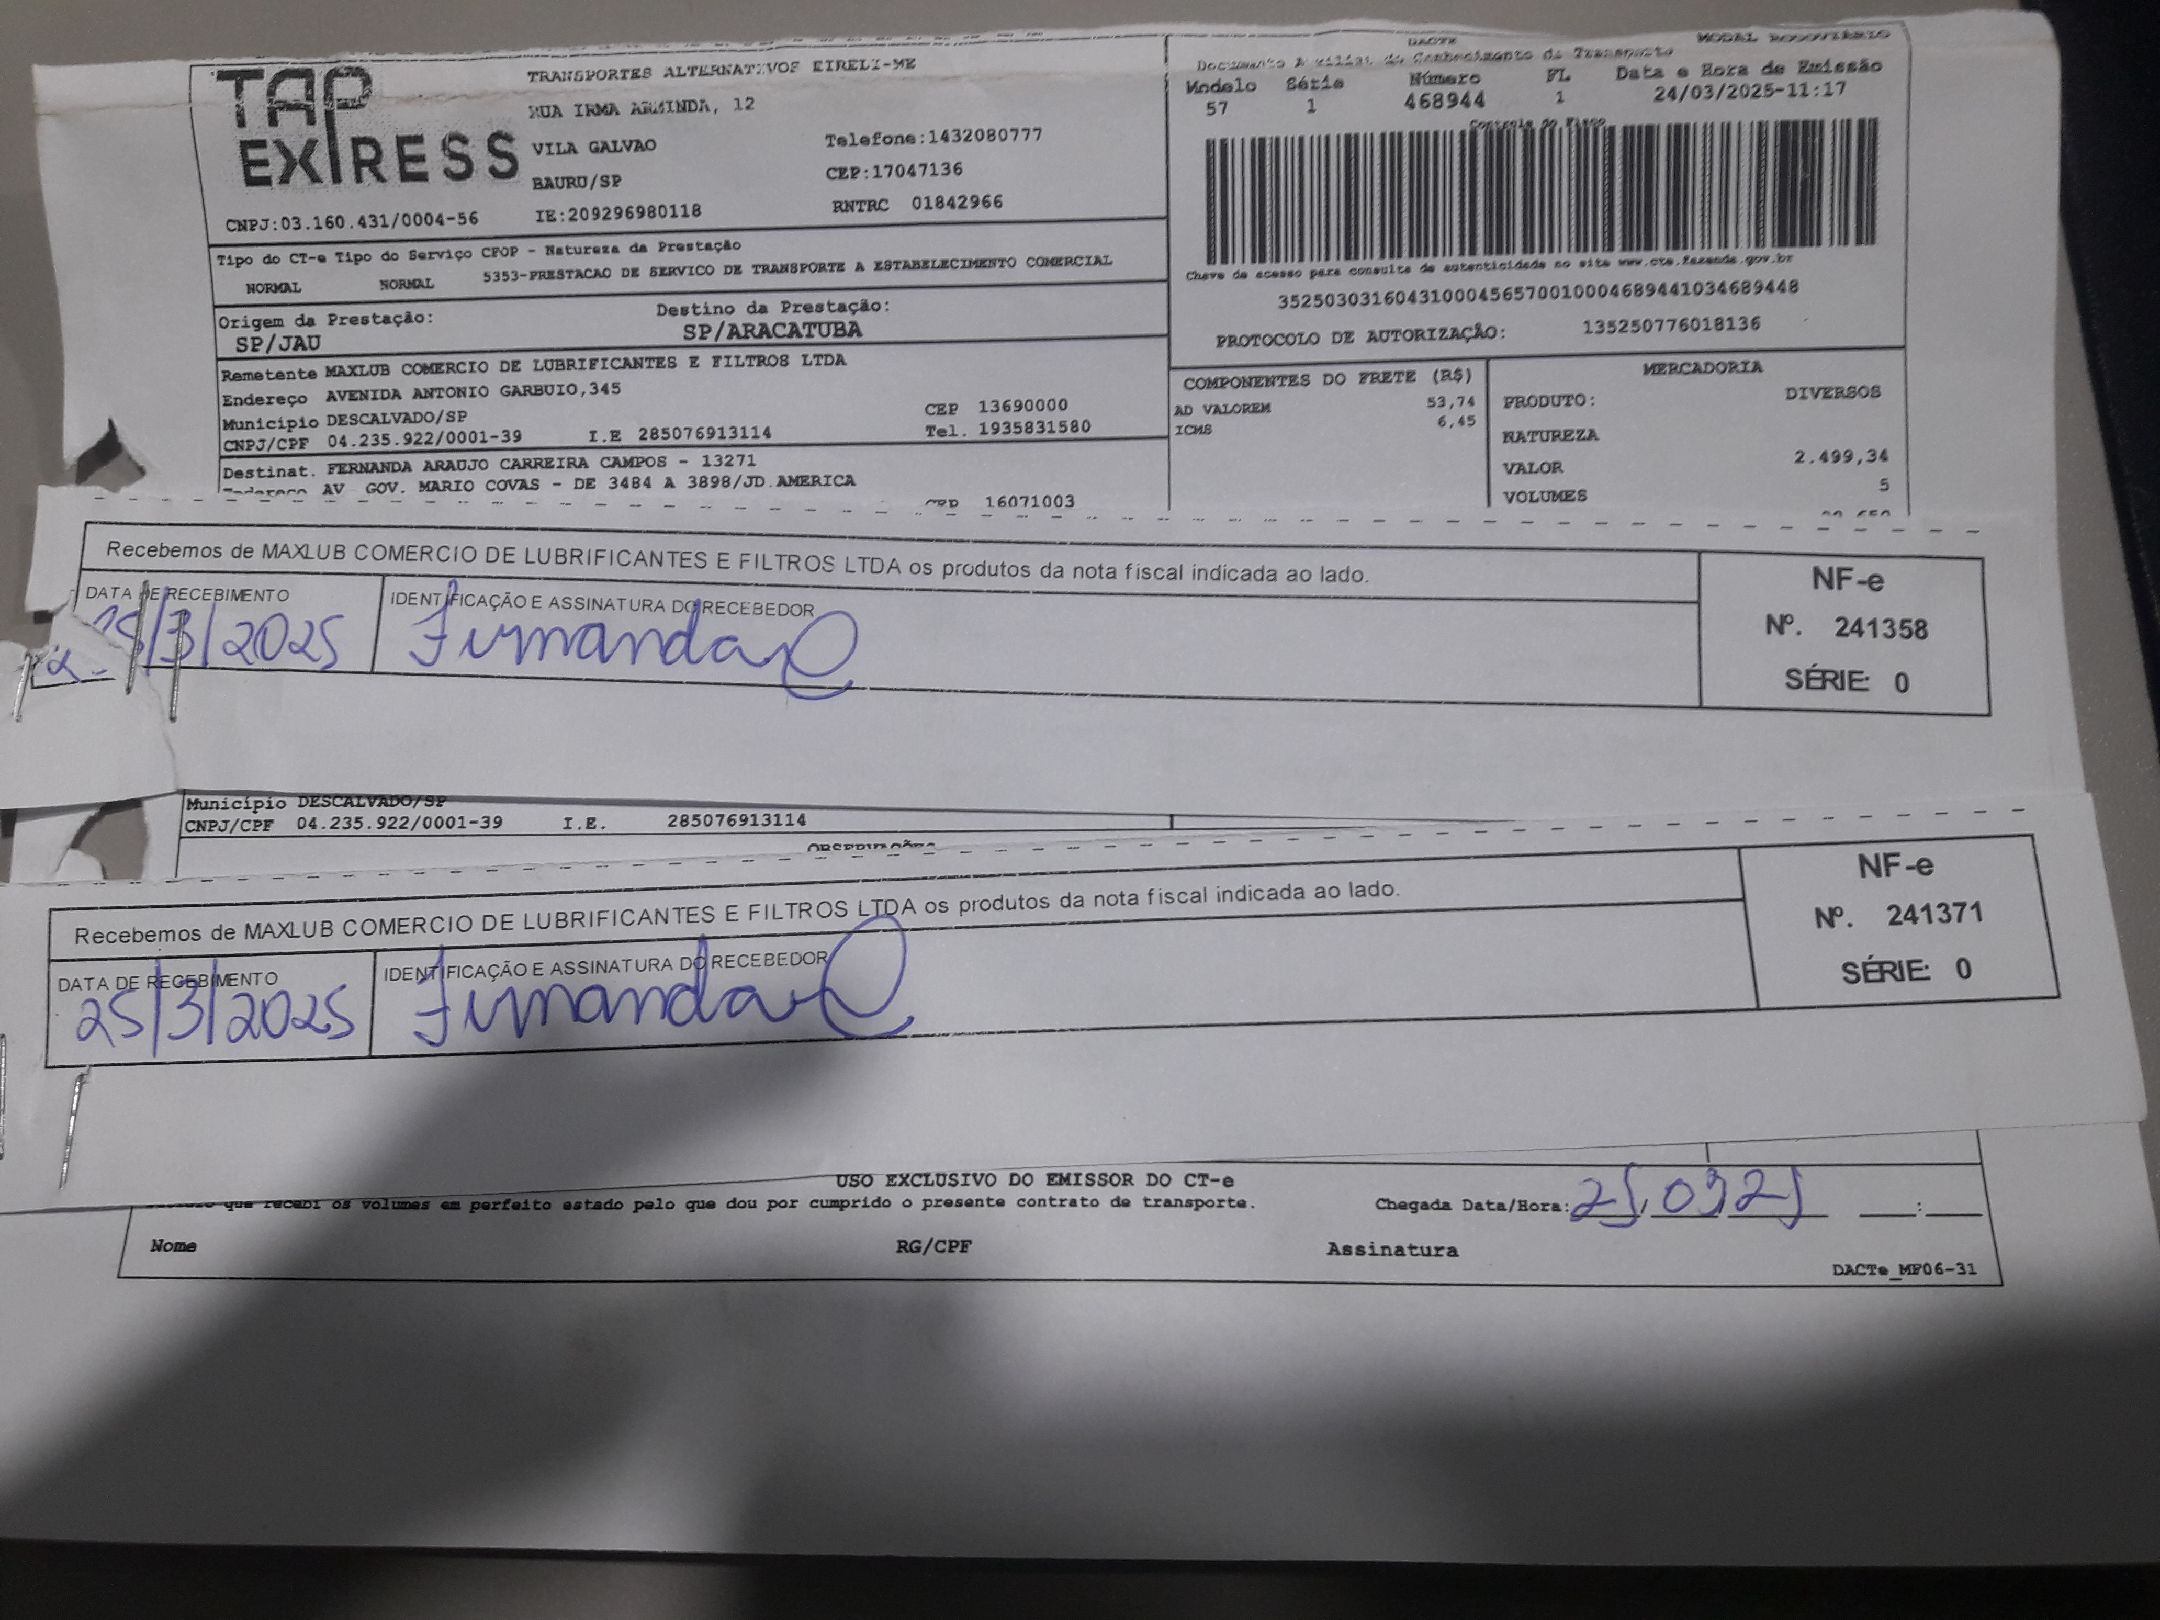 TAP EXPRESS
TRANSPORTES ALTERNATIVOS EIRELI-ME
RUA IRMA ARMINDA, 12
VILA GALVAO Telefone:1432080777
BAURU/SP CEP:17047136
CNPJ:03.160.431/0004-56 IE:209296980118 RNTRC 01842966
DACTE MODAL RODOVIÁRIO
Documento Auxiliar do Conhecimento de Transporte
Modelo Série Número FL Data e Hora de Emissão
57 1 468944 1 24/03/2025-11:17
Controle do Fisco
Chave de acesso para consulta de autenticidade no site www.cte.fazenda.gov.br
35250303160431000456570010004689441034689448
PROTOCOLO DE AUTORIZAÇÃO: 135250776018136
Tipo do CT-e Tipo do Serviço CFOP - Natureza da Prestação
NORMAL NORMAL 5353-PRESTACAO DE SERVICO DE TRANSPORTE A ESTABELECIMENTO COMERCIAL
Origem da Prestação: Destino da Prestação:
SP/JAU SP/ARACATUBA
Remetente MAXLUB COMERCIO DE LUBRIFICANTES E FILTROS LTDA
Endereço AVENIDA ANTONIO GARBUIO,345
Município DESCALVADO/SP CEP 13690000
CNPJ/CPF 04.235.922/0001-39 I.E 285076913114 Tel. 1935831580
Destinat. FERNANDA ARAUJO CARREIRA CAMPOS - 13271
Endereço AV GOV. MARIO COVAS - DE 3484 A 3898/JD AMERICA
CEP 16071003
COMPONENTES DO FRETE (R$)
AD VALOREM 53,74
ICMS 6,45
MERCADORIA
PRODUTO: DIVERSOS
NATUREZA
VALOR 2.499,34
VOLUMES 5
Recebemos de MAXLUB COMERCIO DE LUBRIFICANTES E FILTROS LTDA os produtos da nota fiscal indicada ao lado.
DATA DE RECEBIMENTO IDENTIFICAÇÃO E ASSINATURA DO RECEBEDOR
25/3/2025 Fernanda
NF-e
Nº. 241358
SÉRIE: 0
Município DESCALVADO/SP
CNPJ/CPF 04.235.922/0001-39 I.E. 285076913114
OBSERVAÇÕES
Recebemos de MAXLUB COMERCIO DE LUBRIFICANTES E FILTROS LTDA os produtos da nota fiscal indicada ao lado.
DATA DE RECEBIMENTO IDENTIFICAÇÃO E ASSINATURA DO RECEBEDOR
25/3/2025 Fernanda
NF-e
Nº. 241371
SÉRIE: 0
USO EXCLUSIVO DO EMISSOR DO CT-e
que recebi os volumes em perfeito estado pelo que dou por cumprido o presente contrato de transporte. Chegada Data/Hora: 25 03 25 :
Nome RG/CPF Assinatura
DACTe_MF06-31